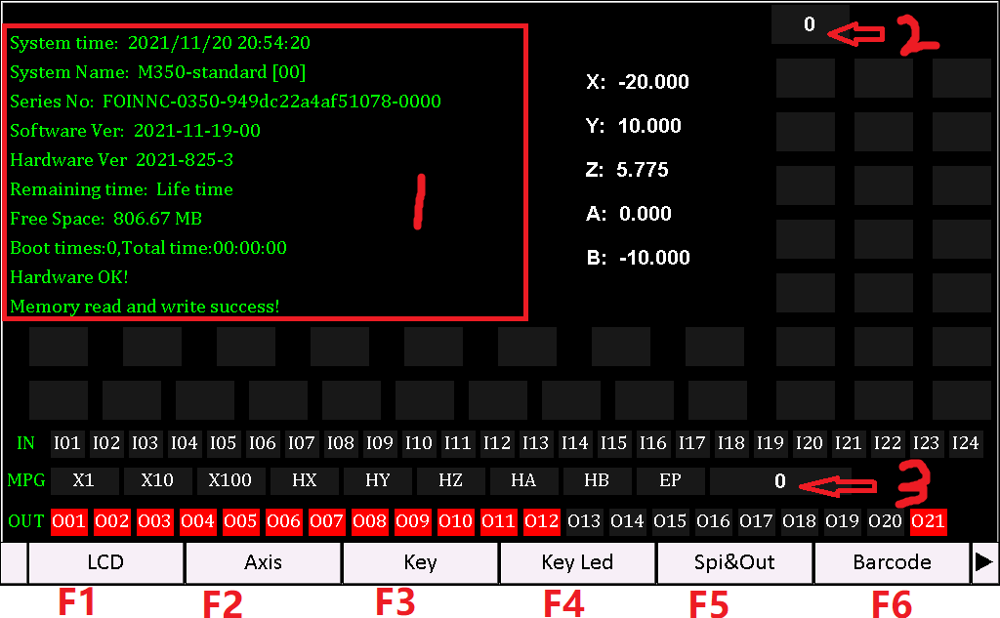 0
2
System time: 2021/11/20 20:54:20
System Name: M350-standard [00]
Series No: FOINNC-0350-949dc22a4af51078-0000
Software Ver: 2021-11-19-00
Hardware Ver 2021-825-3
Remaining time: Life time
Free Space: 806.67 MB
Boot times:0,Total time:00:00:00
Hardware OK!
Memory read and write success!
1
X: -20.000
Y: 10.000
Z: 5.775
A: 0.000
B: -10.000
IN I01 I02 I03 I04 I05 I06 I07 I08 I09 I10 I11 I12 I13 I14 I15 I16 I17 I18 I19 I20 I21 I22 I23 I24
MPG X1 X10 X100 HX HY HZ HA HB EP 0 3
OUT O01 O02 O03 O04 O05 O06 O07 O08 O09 O10 O11 O12 O13 O14 O15 O16 O17 O18 O19 O20 O21
LCD Axis Key Key Led Spi&Out Barcode
F1 F2 F3 F4 F5 F6